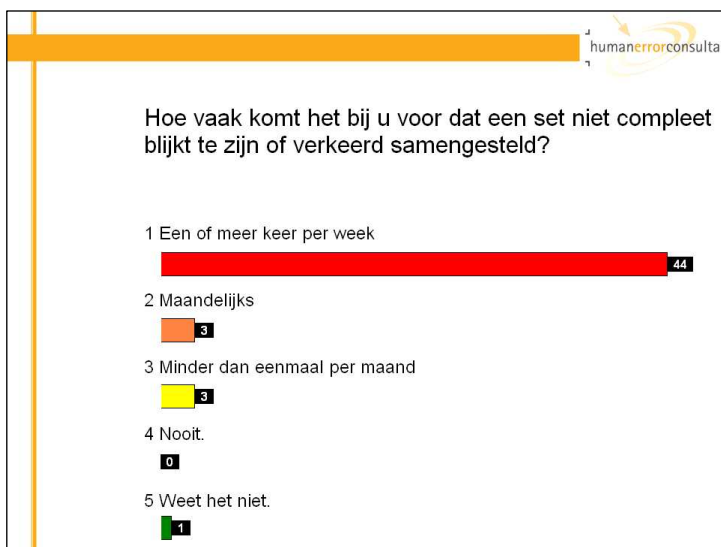 humanerrorconsulta
Hoe vaak komt het bij u voor dat een set niet compleet
blijkt te zijn of verkeerd samengesteld?
1 Een of meer keer per week
44
2 Maandelijks
3
3 Minder dan eenmaal per maand
3
4 Nooit.
0
5 Weet het niet.
1